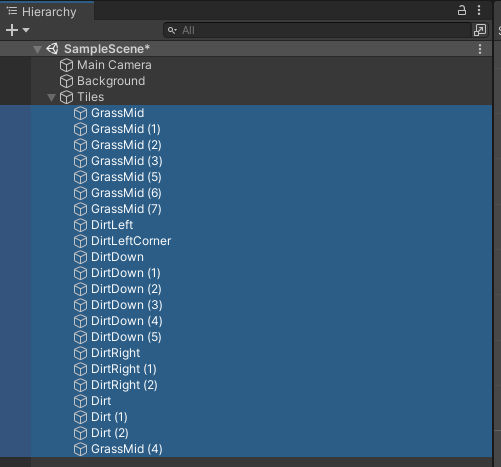 Hierarchy
All
SampleScene*
Main Camera
Background
Tiles
GrassMid
GrassMid (1)
GrassMid (2)
GrassMid (3)
GrassMid (5)
GrassMid (6)
GrassMid (7)
DirtLeft
DirtLeftCorner
DirtDown
DirtDown (1)
DirtDown (2)
DirtDown (3)
DirtDown (4)
DirtDown (5)
DirtRight
DirtRight (1)
DirtRight (2)
Dirt
Dirt (1)
Dirt (2)
GrassMid (4)